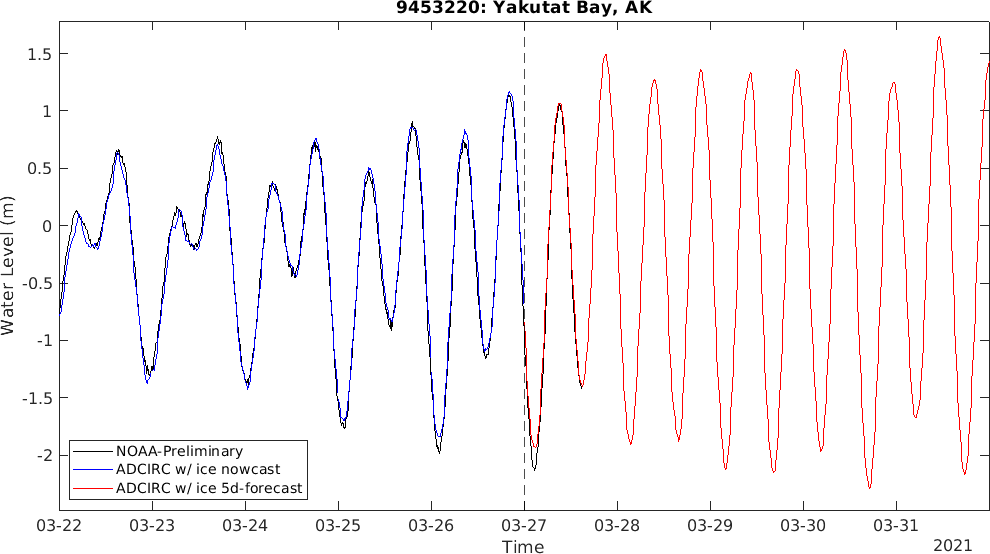 9453220: Yakutat Bay, AK
Water Level (m)
1.5
1
0.5
0
-0.5
-1
-1.5
-2
NOAA-Preliminary
ADCIRC w/ ice nowcast
ADCIRC w/ ice 5d-forecast
03-22 03-23 03-24 03-25 03-26 03-27 03-28 03-29 03-30 03-31
Time
2021